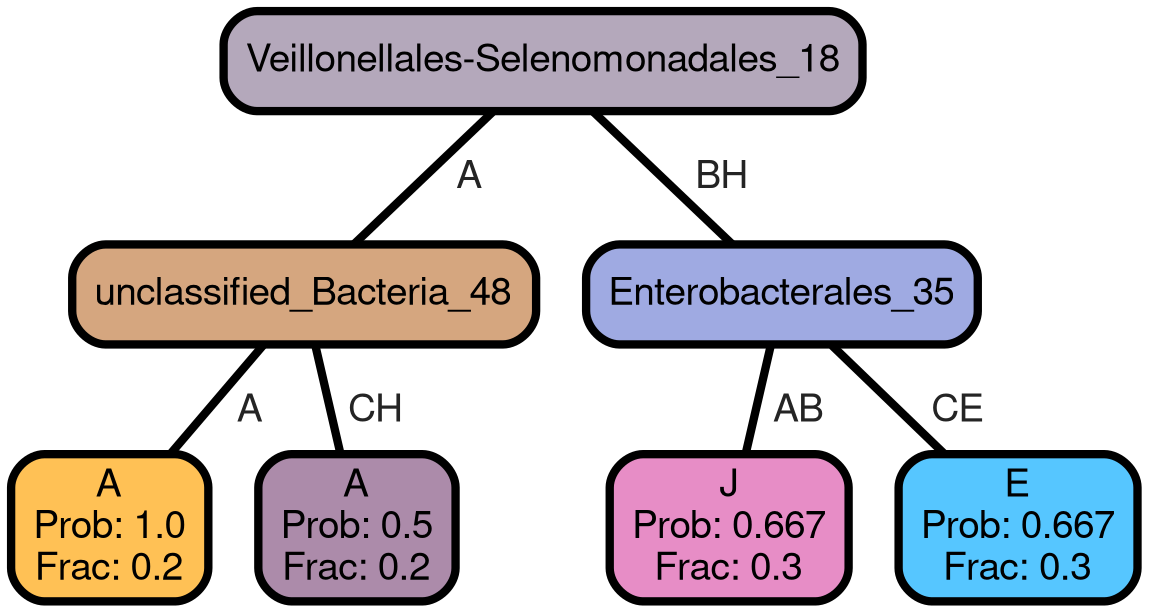 Veillonellales-Selenomonadales_18
A
BH
unclassified_Bacteria_48
Enterobacterales_35
A
CH
AB
CE
A
Prob: 1.0
Frac: 0.2
A
Prob: 0.5
Frac: 0.2
J
Prob: 0.667
Frac: 0.3
E
Prob: 0.667
Frac: 0.3